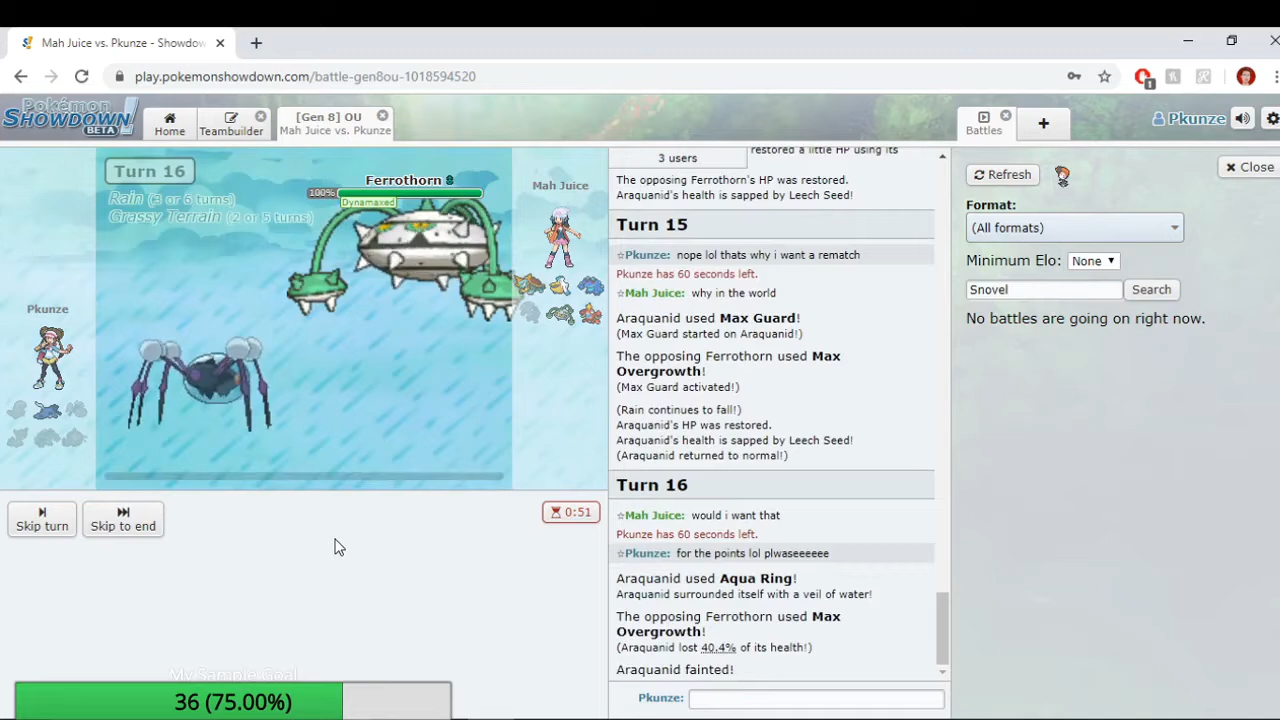 Mah Juice vs. Pkunze - Showdow
play.pokemonshowdown.com/battle-gen8ou-1018594520
1
Pokémon
SHOWDOWN!
BETA
Home
Teambuilder
[Gen 8] OU
Mah Juice vs. Pkunze
Battles
Pkunze
Turn 16
Rain (3 or 6 turns)
Grassy Terrain (2 or 5 turns)
Ferrothorn
100%
Dynamaxed
Mah Juice
Pkunze
3 users
restored a little HP using its
The opposing Ferrothorn's HP was restored.
Araquanid's health is sapped by Leech Seed!
Turn 15
☆Pkunze: nope lol thats why i want a rematch
Pkunze has 60 seconds left.
☆Mah Juice: why in the world
Araquanid used Max Guard!
(Max Guard started on Araquanid!)
The opposing Ferrothorn used Max
Overgrowth!
(Max Guard activated!)
(Rain continues to fall!)
Araquanid's HP was restored.
Araquanid's health is sapped by Leech Seed!
(Araquanid returned to normal!)
Turn 16
☆Mah Juice: would i want that
Pkunze has 60 seconds left.
☆Pkunze: for the points lol plwaseeeeee
Araquanid used Aqua Ring!
Araquanid surrounded itself with a veil of water!
The opposing Ferrothorn used Max
Overgrowth!
(Araquanid lost 40.4% of its health!)
Araquanid fainted!
Pkunze:
Refresh
Close
Format:
(All formats)
Minimum Elo: None
Snovel
Search
No battles are going on right now.
Skip turn
Skip to end
0:51
My Sample Goal
36 (75.00%)